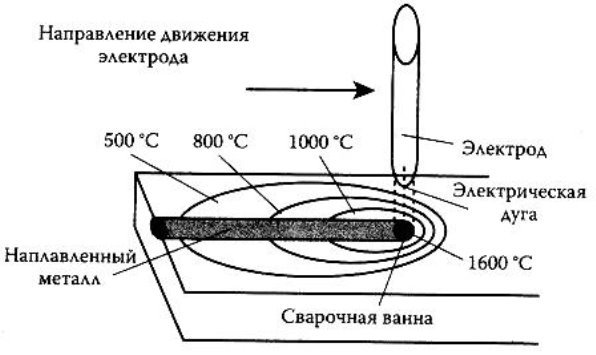 Направление движения
электрода
500 °C
800 °C
1000 °C
Электрод
Электрическая
дуга
Наплавленный
металл
1600 °C
Сварочная ванна